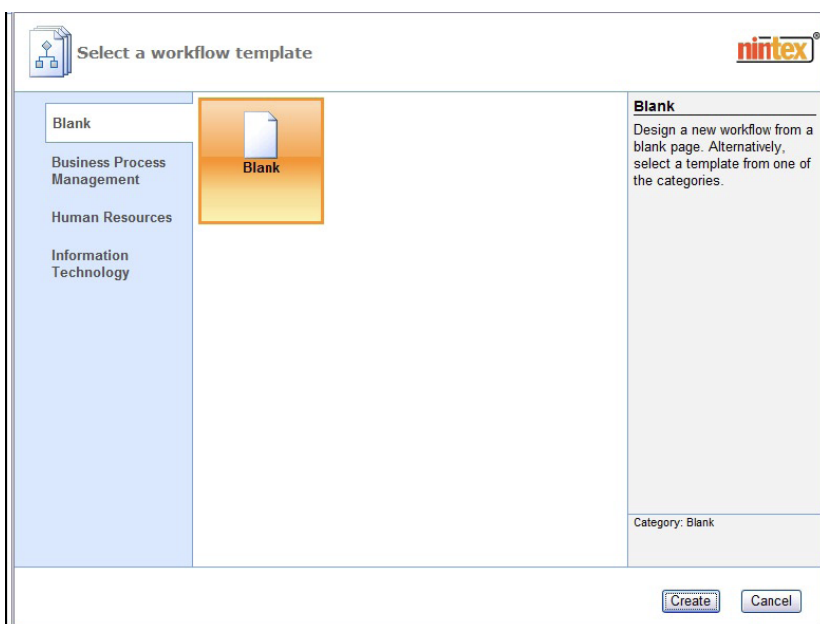 Select a workflow template
nintex®
Blank
Business Process
Management
Human Resources
Information
Technology
Blank
Blank
Design a new workflow from a
blank page. Alternatively,
select a template from one of
the categories.
Category: Blank
Create
Cancel